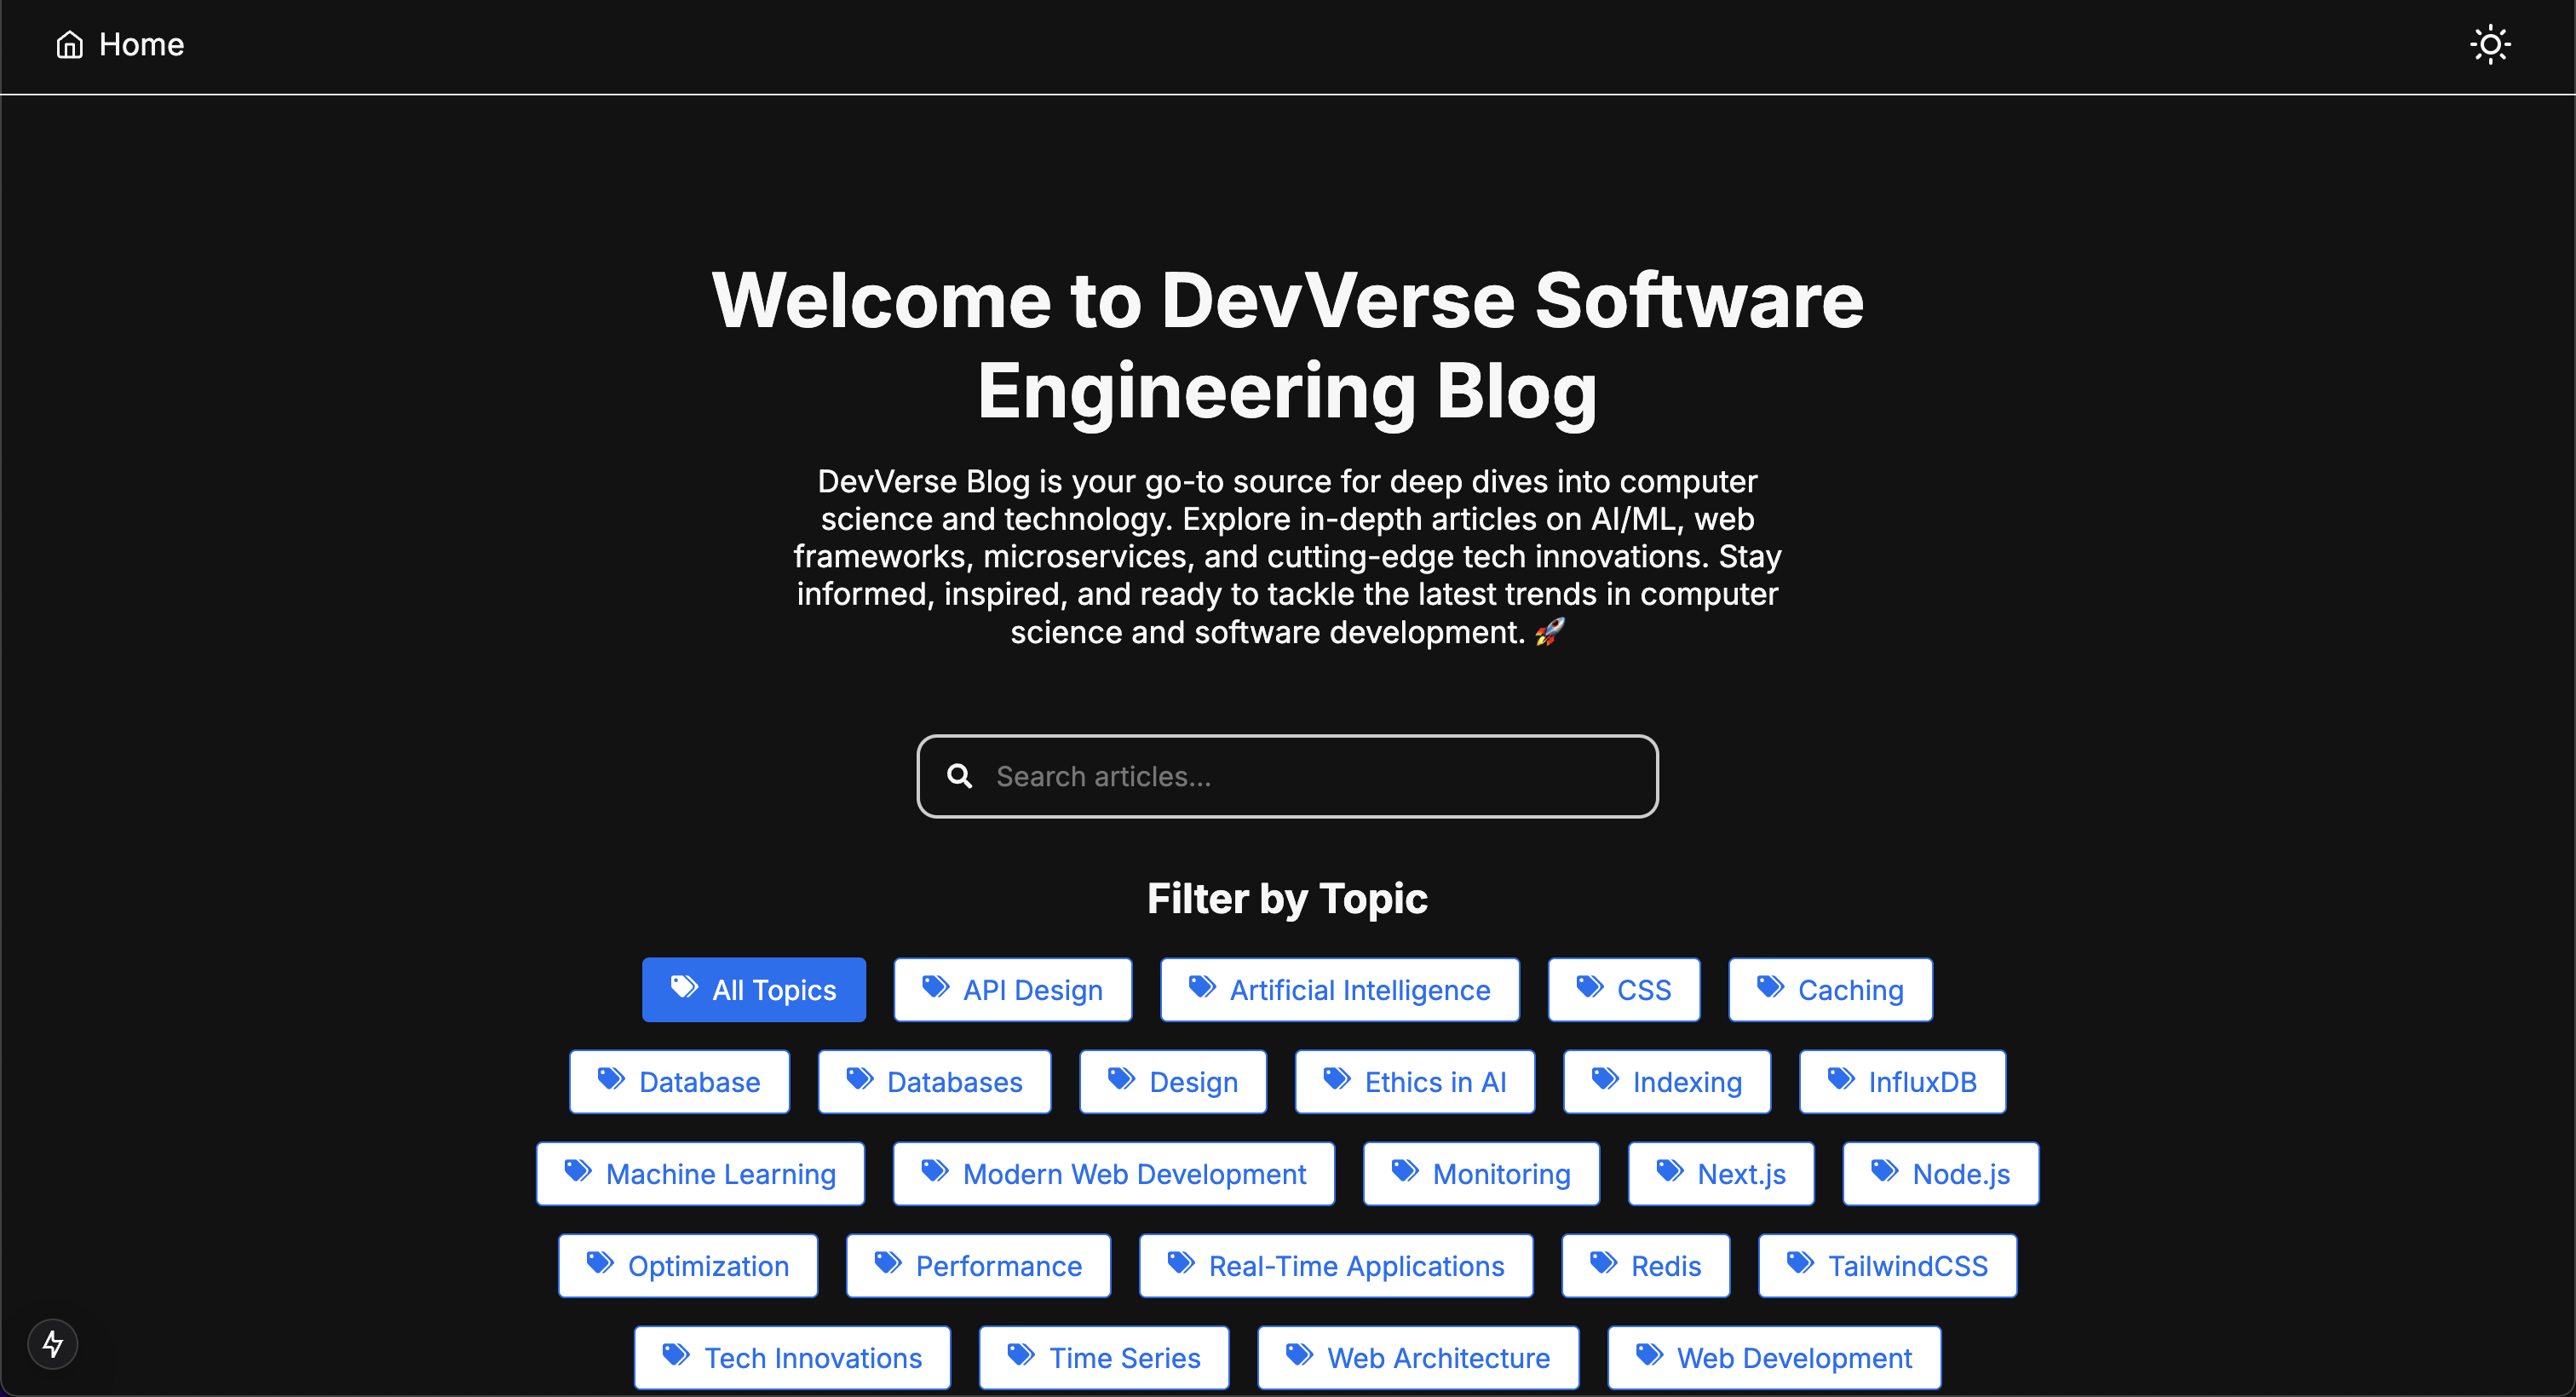 Home
Welcome to DevVerse Software
Engineering Blog
DevVerse Blog is your go-to source for deep dives into computer
science and technology. Explore in-depth articles on AI/ML, web
frameworks, microservices, and cutting-edge tech innovations. Stay
informed, inspired, and ready to tackle the latest trends in computer
science and software development. 🚀
Search articles...
Filter by Topic
All Topics API Design Artificial Intelligence CSS Caching
Database Databases Design Ethics in AI Indexing InfluxDB
Machine Learning Modern Web Development Monitoring Next.js Node.js
Optimization Performance Real-Time Applications Redis TailwindCSS
Tech Innovations Time Series Web Architecture Web Development